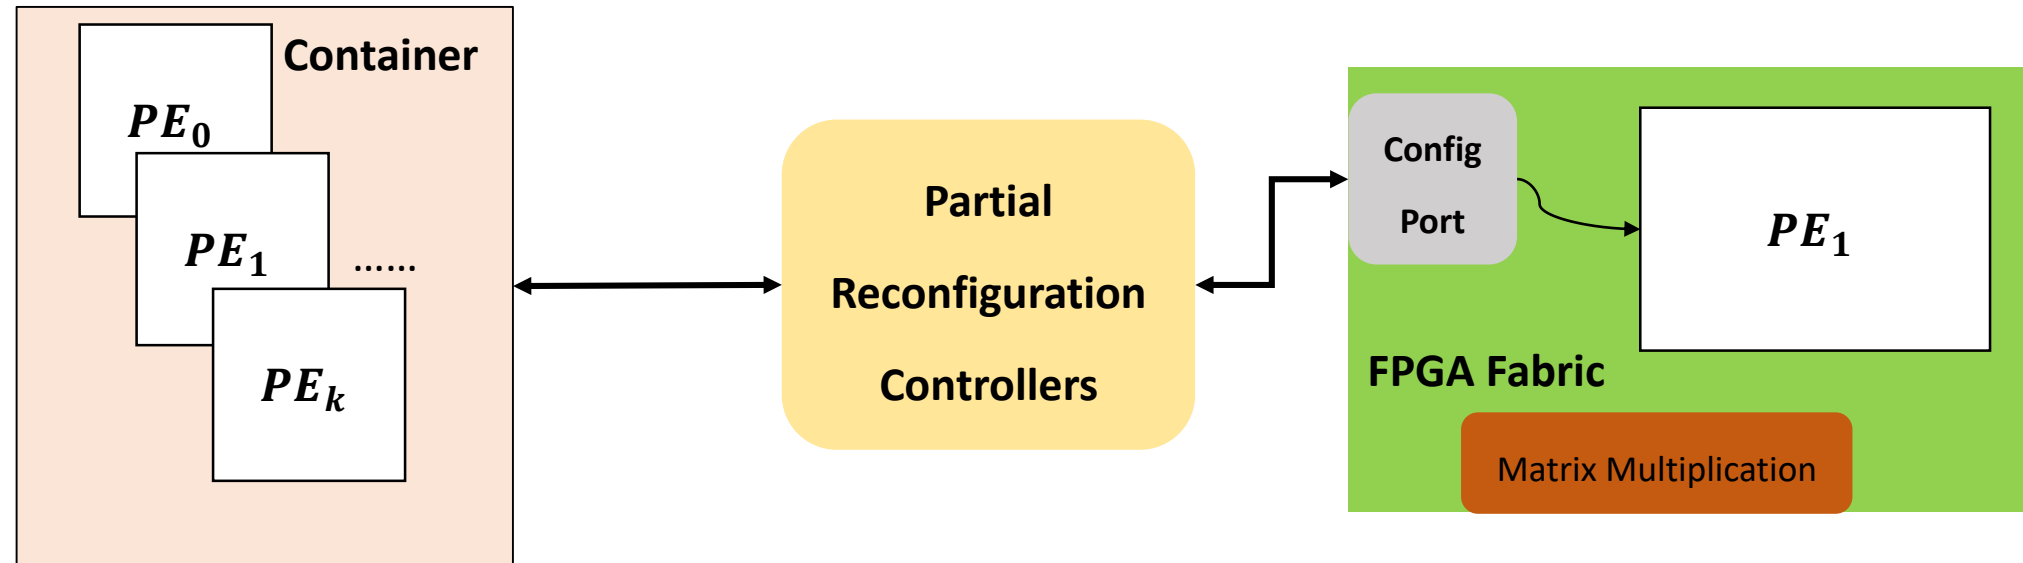 Container
PE₀
PE₁
......
PEₖ
Partial
Reconfiguration
Controllers
Config
Port
PE₁
FPGA Fabric
Matrix Multiplication